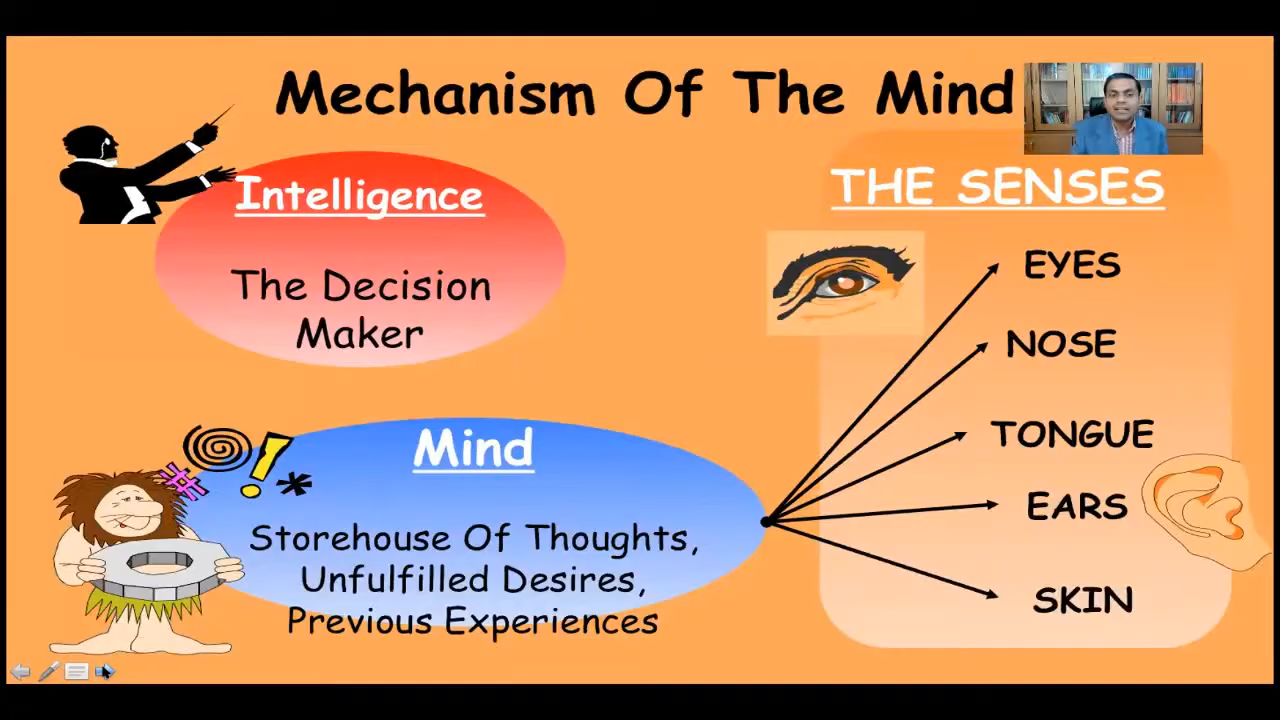 Mechanism Of The Mind
Intelligence
The Decision
Maker
Mind
Storehouse Of Thoughts,
Unfulfilled Desires,
Previous Experiences
THE SENSES
EYES
NOSE
TONGUE
EARS
SKIN